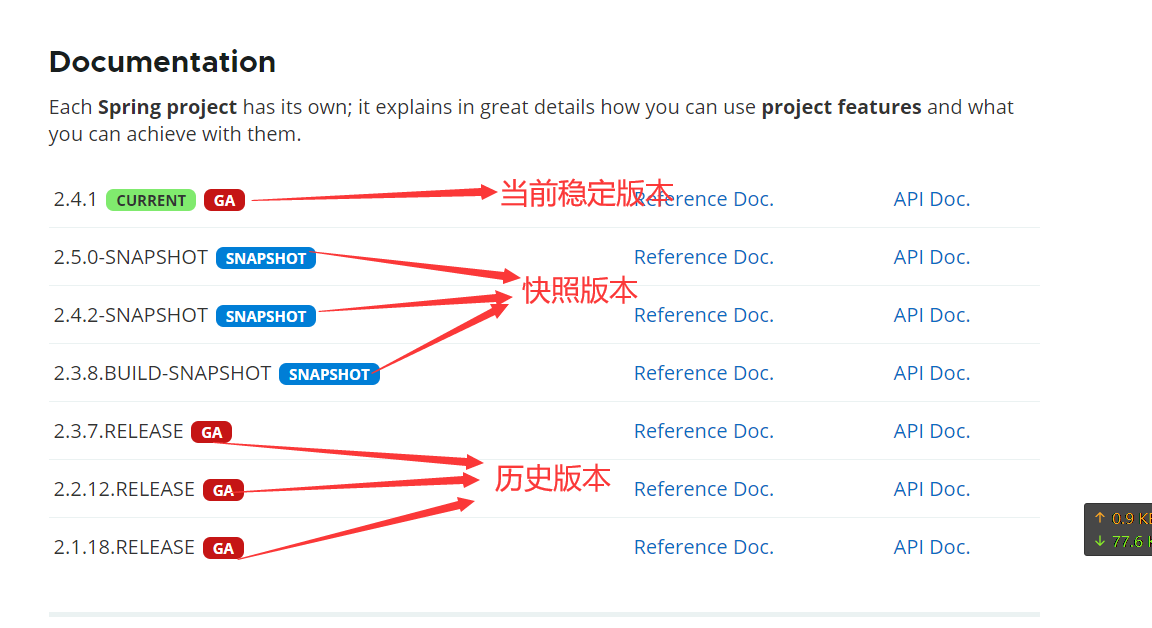 Documentation
Each Spring project has its own; it explains in great details how you can use project features and what
you can achieve with them.
2.4.1 CURRENT GA 当前稳定版本 Reference Doc. API Doc.
2.5.0-SNAPSHOT SNAPSHOT Reference Doc. API Doc.
快照版本
2.4.2-SNAPSHOT SNAPSHOT Reference Doc. API Doc.
2.3.8.BUILD-SNAPSHOT SNAPSHOT Reference Doc. API Doc.
2.3.7.RELEASE GA Reference Doc. API Doc.
历史版本
2.2.12.RELEASE GA Reference Doc. API Doc.
2.1.18.RELEASE GA Reference Doc. API Doc.
↑ 0.9
↓ 77.6